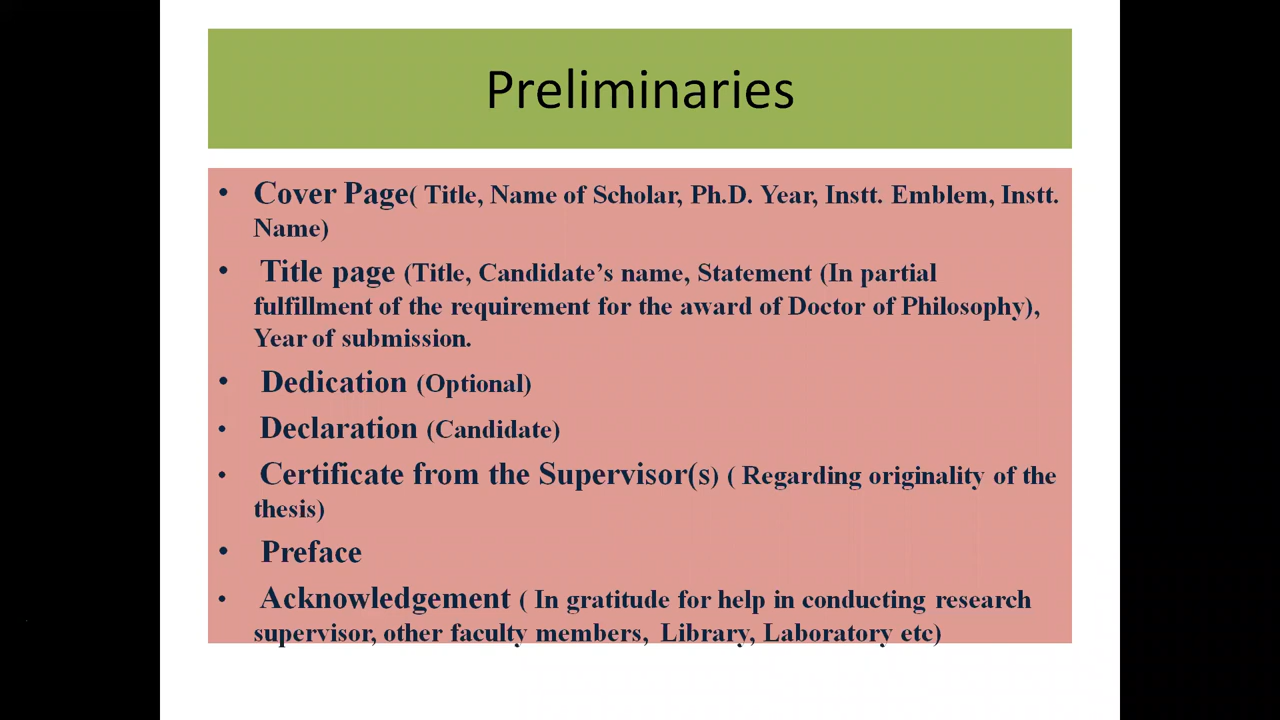 Preliminaries
• Cover Page( Title, Name of Scholar, Ph.D. Year, Instt. Emblem, Instt.
Name)
• Title page (Title, Candidate’s name, Statement (In partial
fulfillment of the requirement for the award of Doctor of Philosophy),
Year of submission.
• Dedication (Optional)
• Declaration (Candidate)
• Certificate from the Supervisor(s) ( Regarding originality of the
thesis)
• Preface
• Acknowledgement ( In gratitude for help in conducting research
supervisor, other faculty members, Library, Laboratory etc)